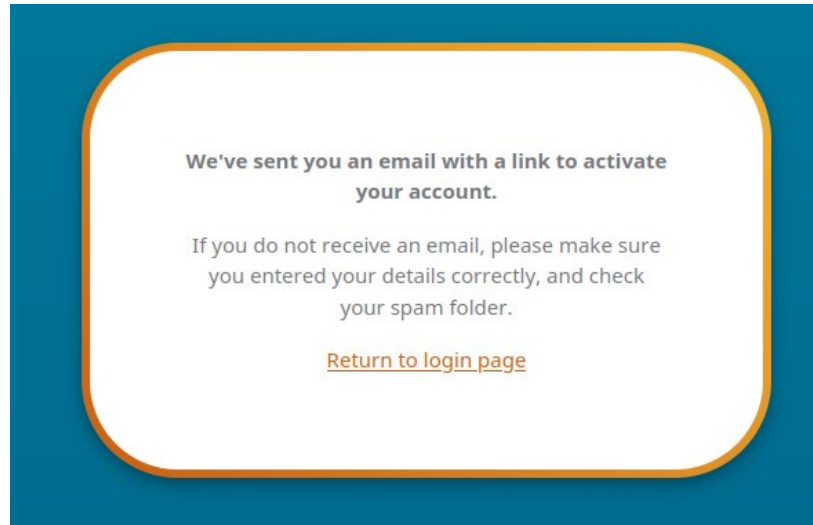 We've sent you an email with a link to activate
your account.
If you do not receive an email, please make sure
you entered your details correctly, and check
your spam folder.
Return to login page